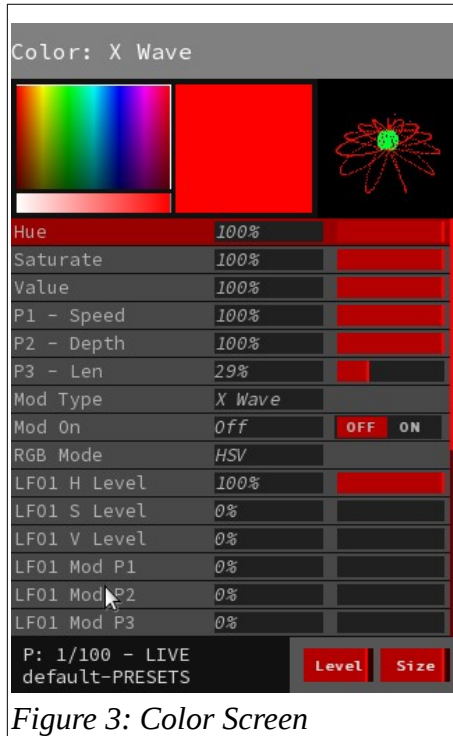 Color: X Wave
Hue 100%
Saturate 100%
Value 100%
P1 - Speed 100%
P2 - Depth 100%
P3 - Len 29%
Mod Type X Wave
Mod On Off OFF ON
RGB Mode HSV
LFO1 H Level 100%
LFO1 S Level 0%
LFO1 V Level 0%
LFO1 Mod P1 0%
LFO1 Mod P2 0%
LFO1 Mod P3 0%
P: 1/100 - LIVE
default-PRESETS
Level Size
Figure 3: Color Screen